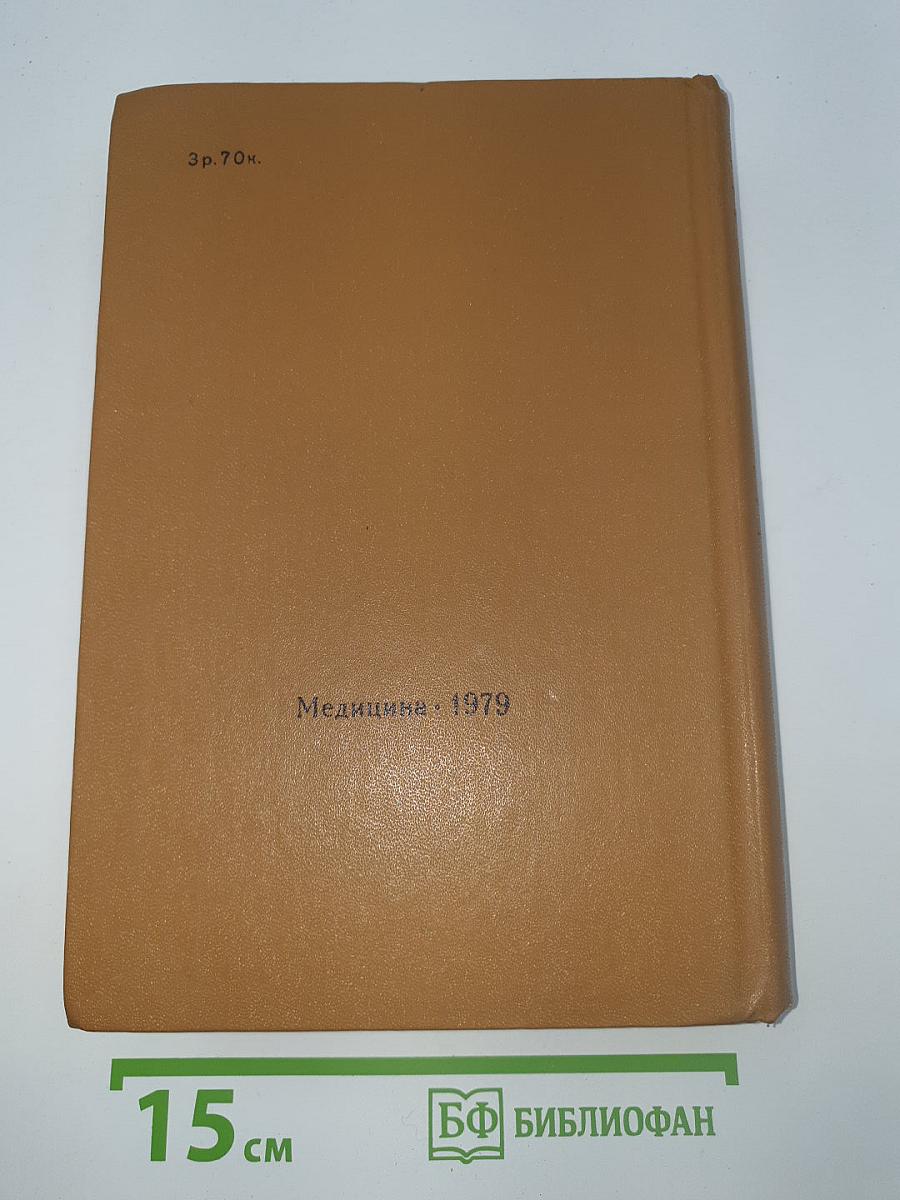 3р.70к.
Медицина • 1979
15 см
БФ БИБЛИОФАН